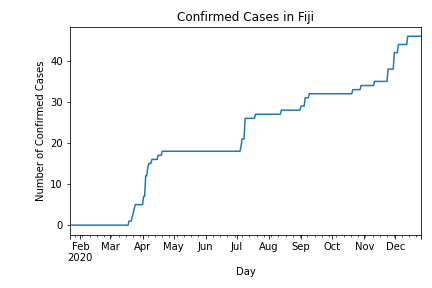 Confirmed Cases in Fiji
Number of Confirmed Cases
40
30
20
10
0
Feb Mar Apr May Jun Jul Aug Sep Oct Nov Dec
2020
Day